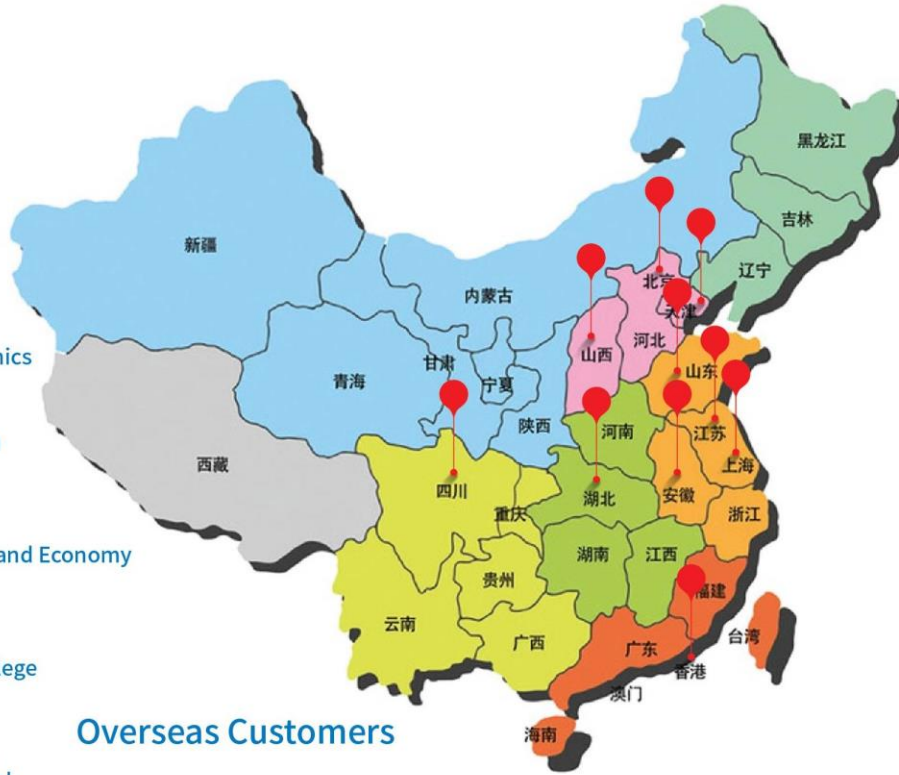 黑龙江
吉林
辽宁
新疆
内蒙古
北京
天津
河北
山西
山东
甘肃
宁夏
青海
陕西
河南
江苏
上海
西藏
四川
重庆
湖北
安徽
浙江
and Economy
湖南
江西
贵州
福建
云南
广西
广东
台湾
香港
澳门
Overseas Customers
海南